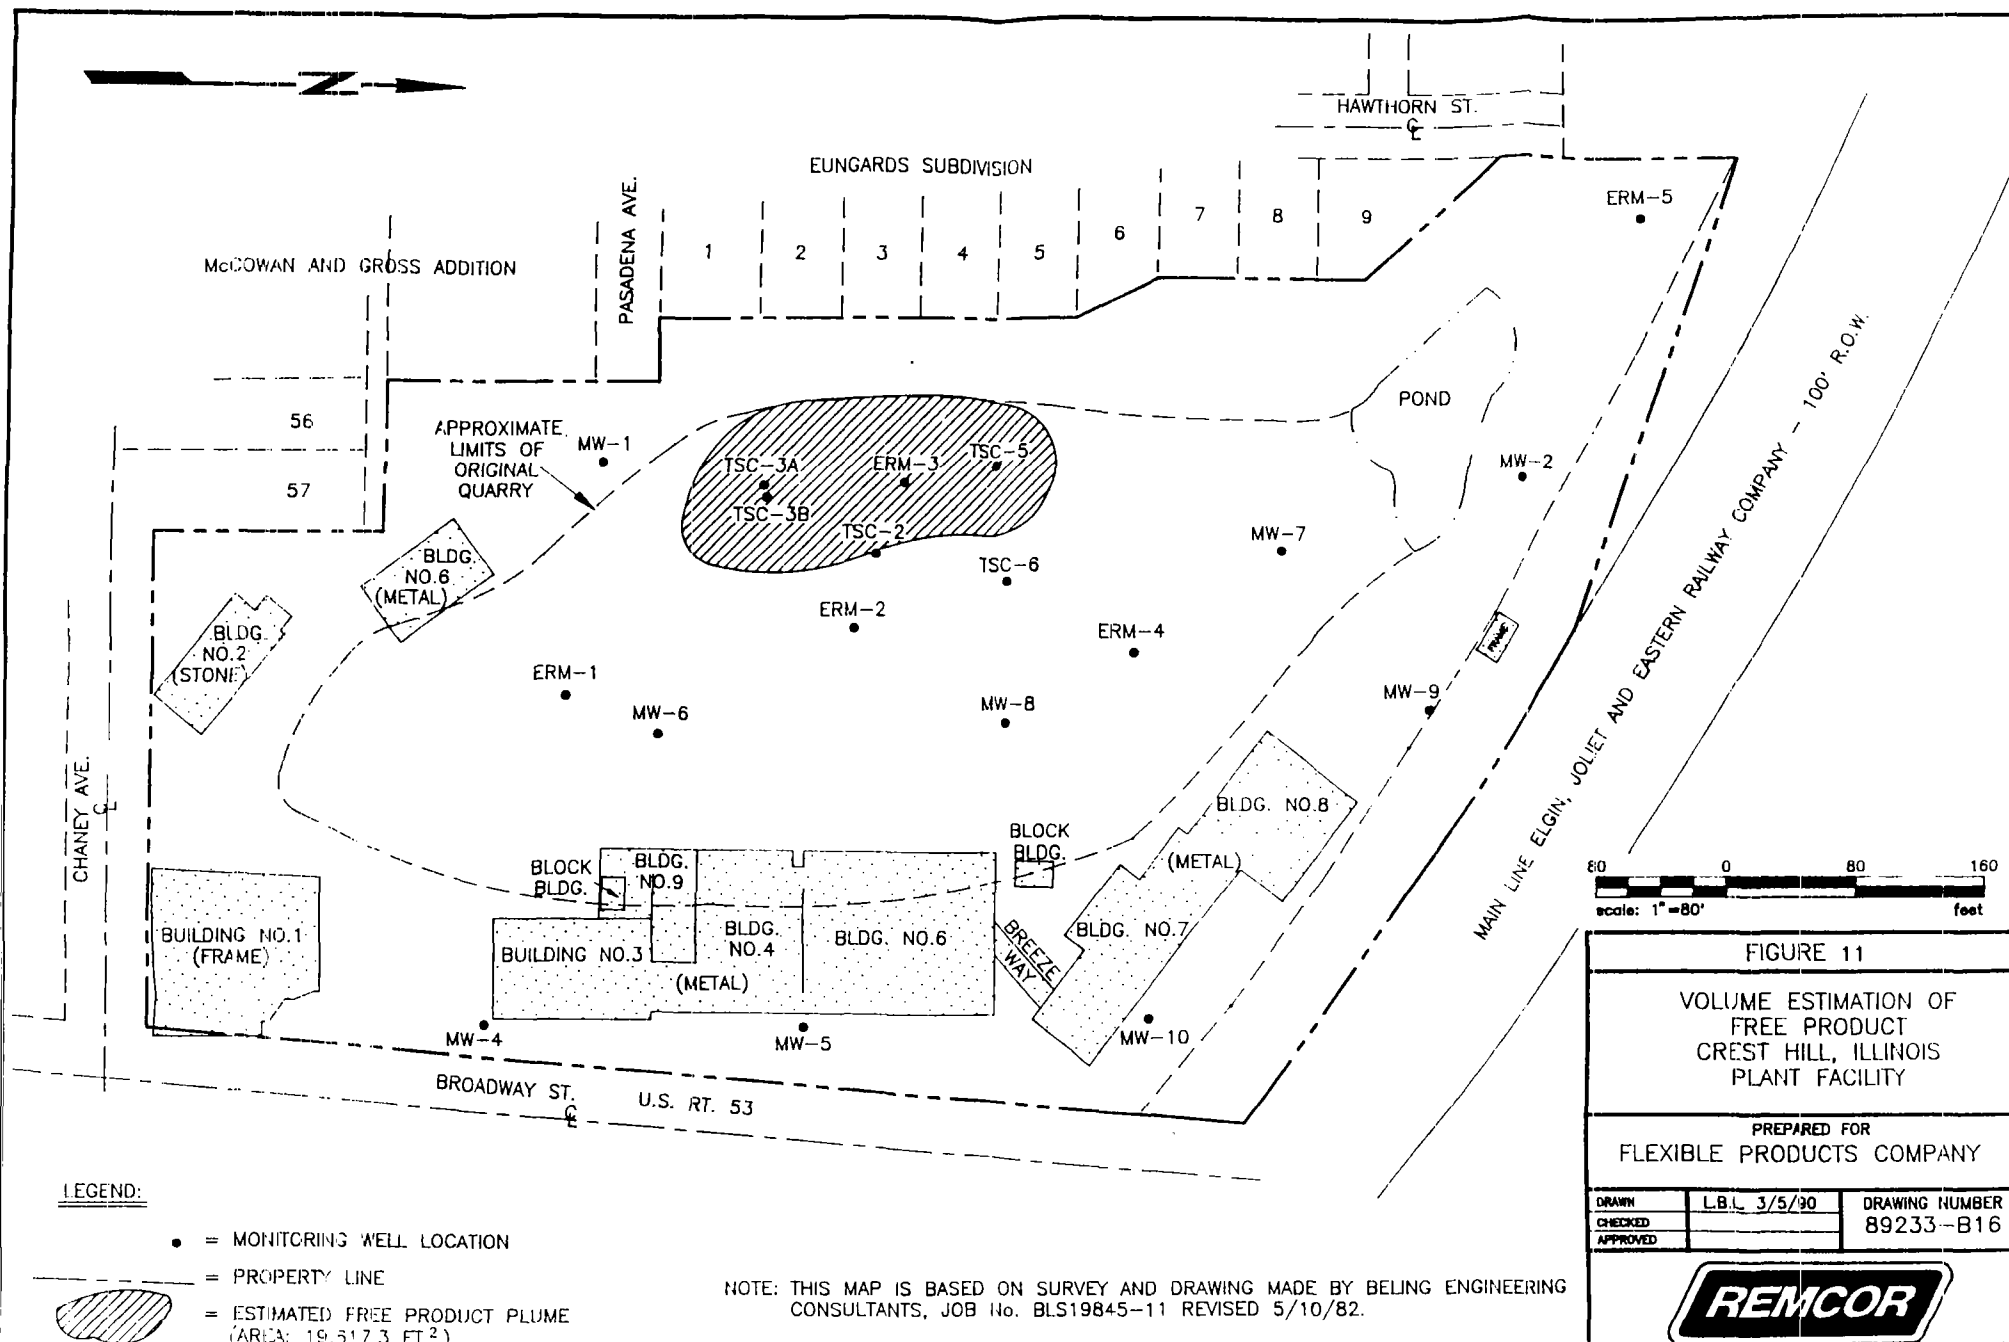 N
HAWTHORN ST.
EUNGARDS SUBDIVISION
PASADENA AVE.
McCOWAN AND GROSS ADDITION
1
2
3
4
5
6
7
8
9
ERM-5
56
57
APPROXIMATE
LIMITS OF
ORIGINAL
QUARRY
MW-1
TSC-3A
TSC-3B
ERM-3
TSC-5
TSC-2
TSC-6
POND
MW-2
MW-7
BLDG.
NO.6
(METAL)
BLDG.
NO.2
(STONE)
ERM-2
ERM-4
ERM-1
MW-6
MW-8
MW-9
FRAME
MAIN LINE ELGIN, JOLIET AND EASTERN RAILWAY COMPANY - 100' R.O.W.
CHANEY AVE.
BLDG. NO.8
(METAL)
BLOCK
BLDG.
BLOCK
BLDG.
BLDG.
NO.9
BUILDING NO.1
(FRAME)
BUILDING NO.3
BLDG.
NO.4
(METAL)
BLDG. NO.6
BREEZE
WAY
BLDG. NO.7
MW-4
MW-5
MW-10
BROADWAY ST.
U.S. RT. 53
80 0 80 160
scale: 1"=80' feet
FIGURE 11
VOLUME ESTIMATION OF
FREE PRODUCT
CREST HILL, ILLINOIS
PLANT FACILITY
PREPARED FOR
FLEXIBLE PRODUCTS COMPANY
DRAWN L.B.L. 3/5/90
CHECKED
APPROVED
DRAWING NUMBER
89233-B16
REMCOR
LEGEND:
= MONITORING WELL LOCATION
= PROPERTY LINE
= ESTIMATED FREE PRODUCT PLUME
(AREA: 19,517.3 FT²)
NOTE: THIS MAP IS BASED ON SURVEY AND DRAWING MADE BY BELING ENGINEERING
CONSULTANTS, JOB No. BLS19845-11 REVISED 5/10/82.